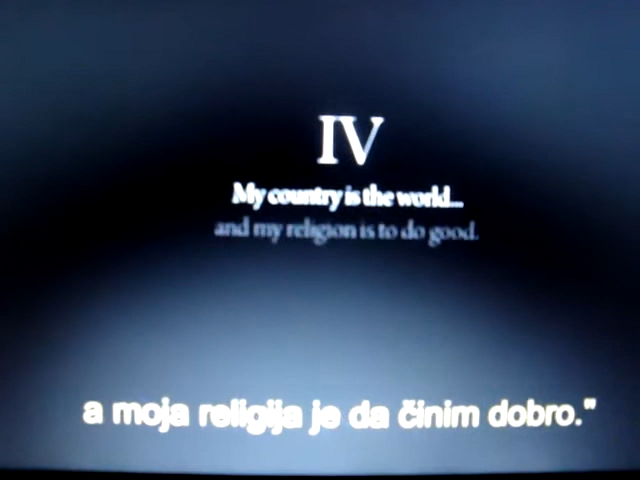 IV
My country is the world...
and my religion is to do good.
a moja religija je da činim dobro."